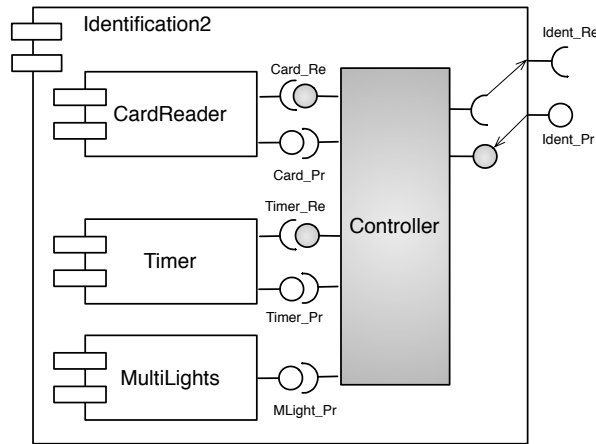 Identification2
Ident_Re
Card_Re
CardReader
Ident_Pr
Card_Pr
Timer_Re
Controller
Timer
Timer_Pr
MultiLights
MLight_Pr